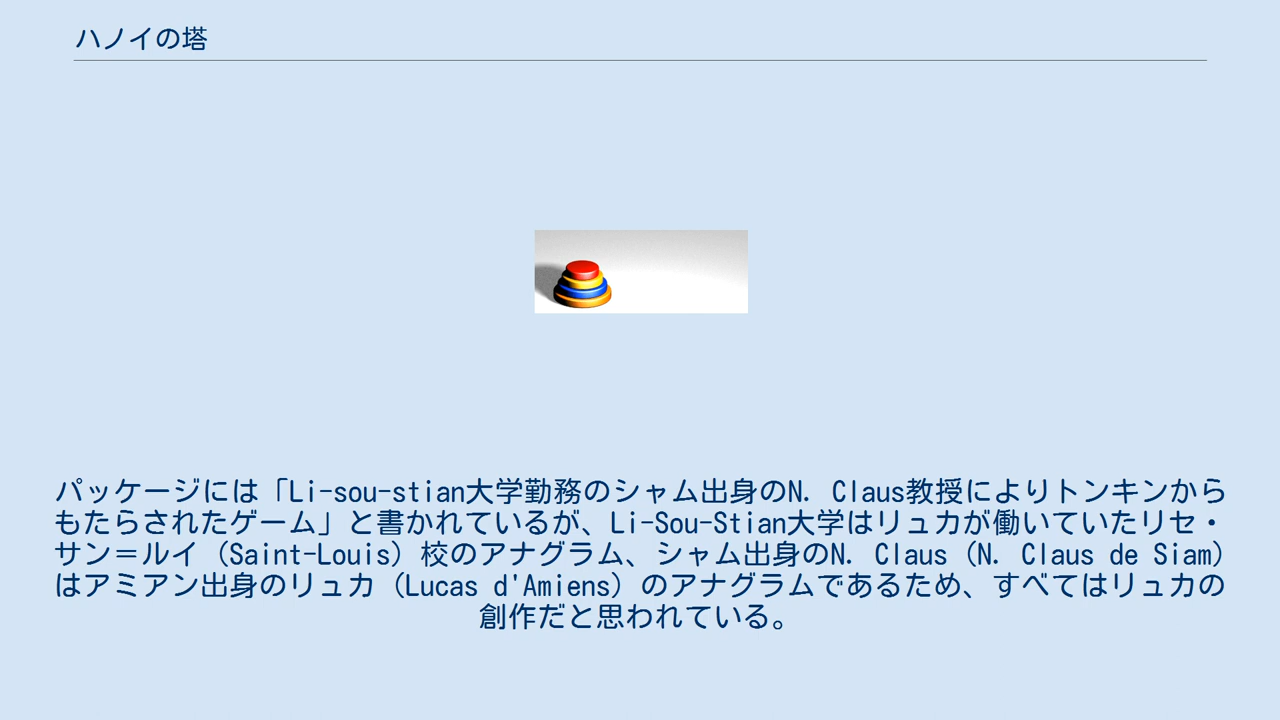 ハノイの塔
パッケージには「Li-sou-stian大学勤務のシャム出身のN. Claus教授によりトンキンから
もたらされたゲーム」と書かれているが、Li-Sou-Stian大学はリュカが働いていたリセ・
サン＝ルイ（Saint-Louis）校のアナグラム、シャム出身のN. Claus（N. Claus de Siam）
はアミアン出身のリュカ（Lucas d'Amiens）のアナグラムであるため、すべてはリュカの
創作だと思われている。